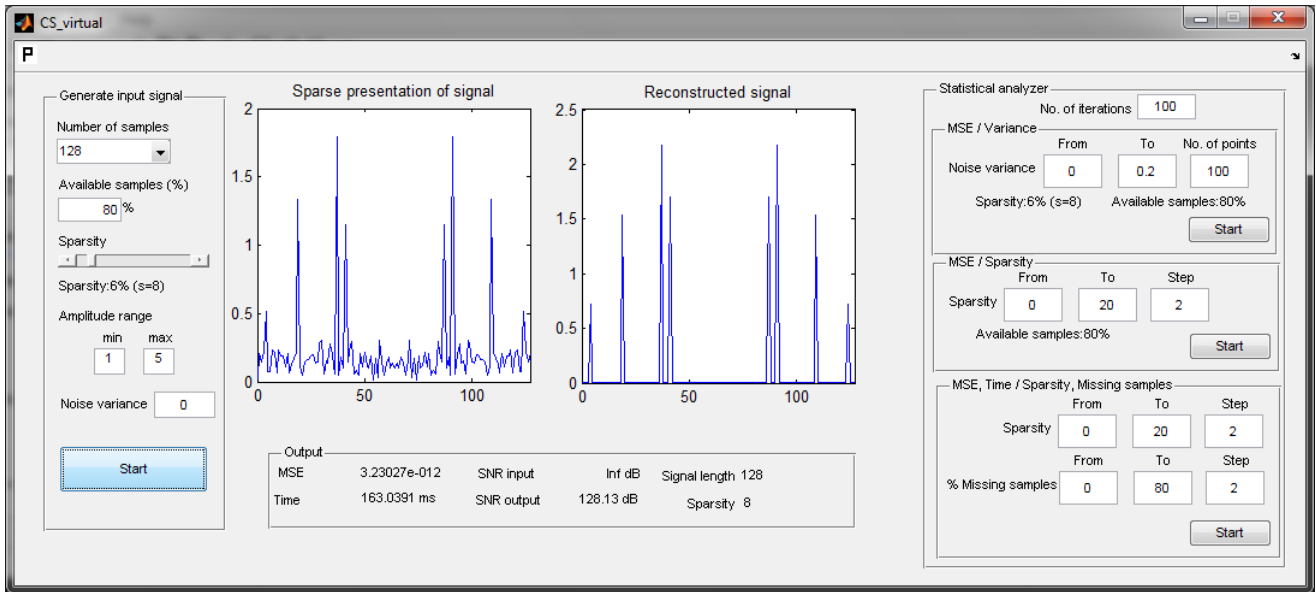 CS_virtual
P
Generate input signal
Number of samples
128
Available samples (%)
80 %
Sparsity
Sparsity:6% (s=8)
Amplitude range
min max
1 5
Noise variance 0
Start
Sparse presentation of signal
2
1.5
1
0.5
0
0 50 100
Reconstructed signal
2.5
2
1.5
1
0.5
0
0 50 100
Output
MSE 3.23027e-012 SNR input Inf dB Signal length 128
Time 163.0391 ms SNR output 128.13 dB Sparsity 8
Statistical analyzer
No. of iterations 100
MSE / Variance
From To No. of points
Noise variance 0 0.2 100
Sparsity:6% (s=8) Available samples:80%
Start
MSE / Sparsity
From To Step
Sparsity 0 20 2
Available samples:80%
Start
MSE, Time / Sparsity, Missing samples
From To Step
Sparsity 0 20 2
From To Step
% Missing samples 0 80 2
Start